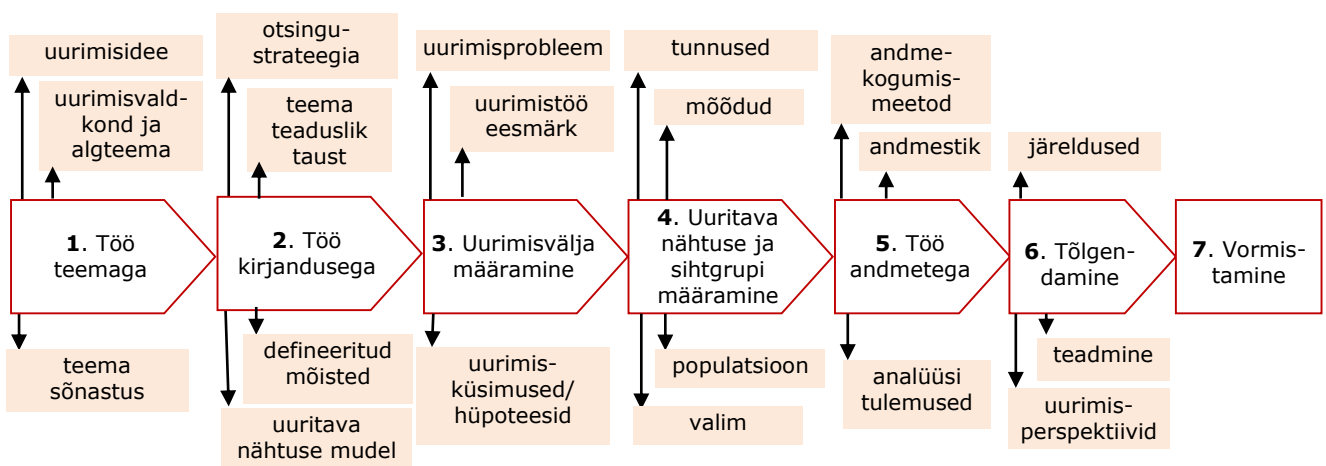 uurimisidee
uurimisvald-
kond ja
algteema
otsingu-
strateegia
teema
teaduslik
taust
uurimisprobleem
uurimistöö
eesmärk
tunnused
mõõdud
andme-
kogumis-
meetod
andmestik
järeldused
1. Töö
teemaga
2. Töö
kirjandusega
3. Uurimisvälja
määramine
4. Uuritava
nähtuse ja
sihtgrupi
määramine
5. Töö
andmetega
6. Tõlgen-
damine
7. Vormis-
tamine
teema
sõnastus
defineeritud
mõisted
uuritava
nähtuse mudel
uurimis-
küsimused/
hüpoteesid
populatsioon
valim
analüüsi
tulemused
teadmine
uurimis-
perspektiivid